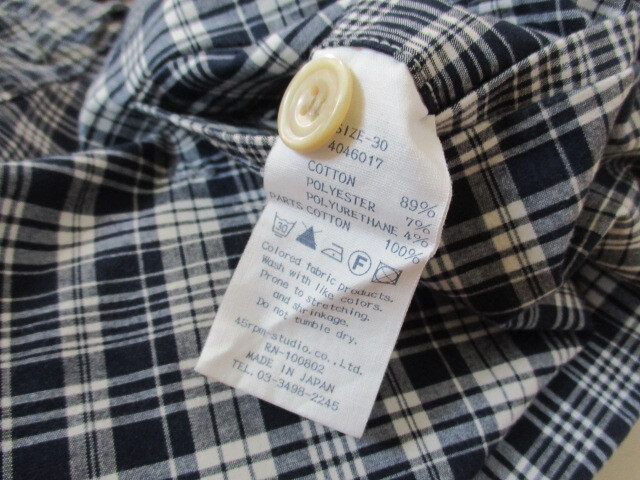 SIZE-30
4046017
COTTON 89%
POLYESTER 7%
POLYURETHANE 4%
PARTS COTTON 100%
30 F
Colored fabric products.
Wash with like colors.
Prone to stretching.
and shrinkage.
Do not tumble dry.
45rpm-studio.co.,Ltd.
RN-100802
MADE IN JAPAN
TEL. 03-3498-2245